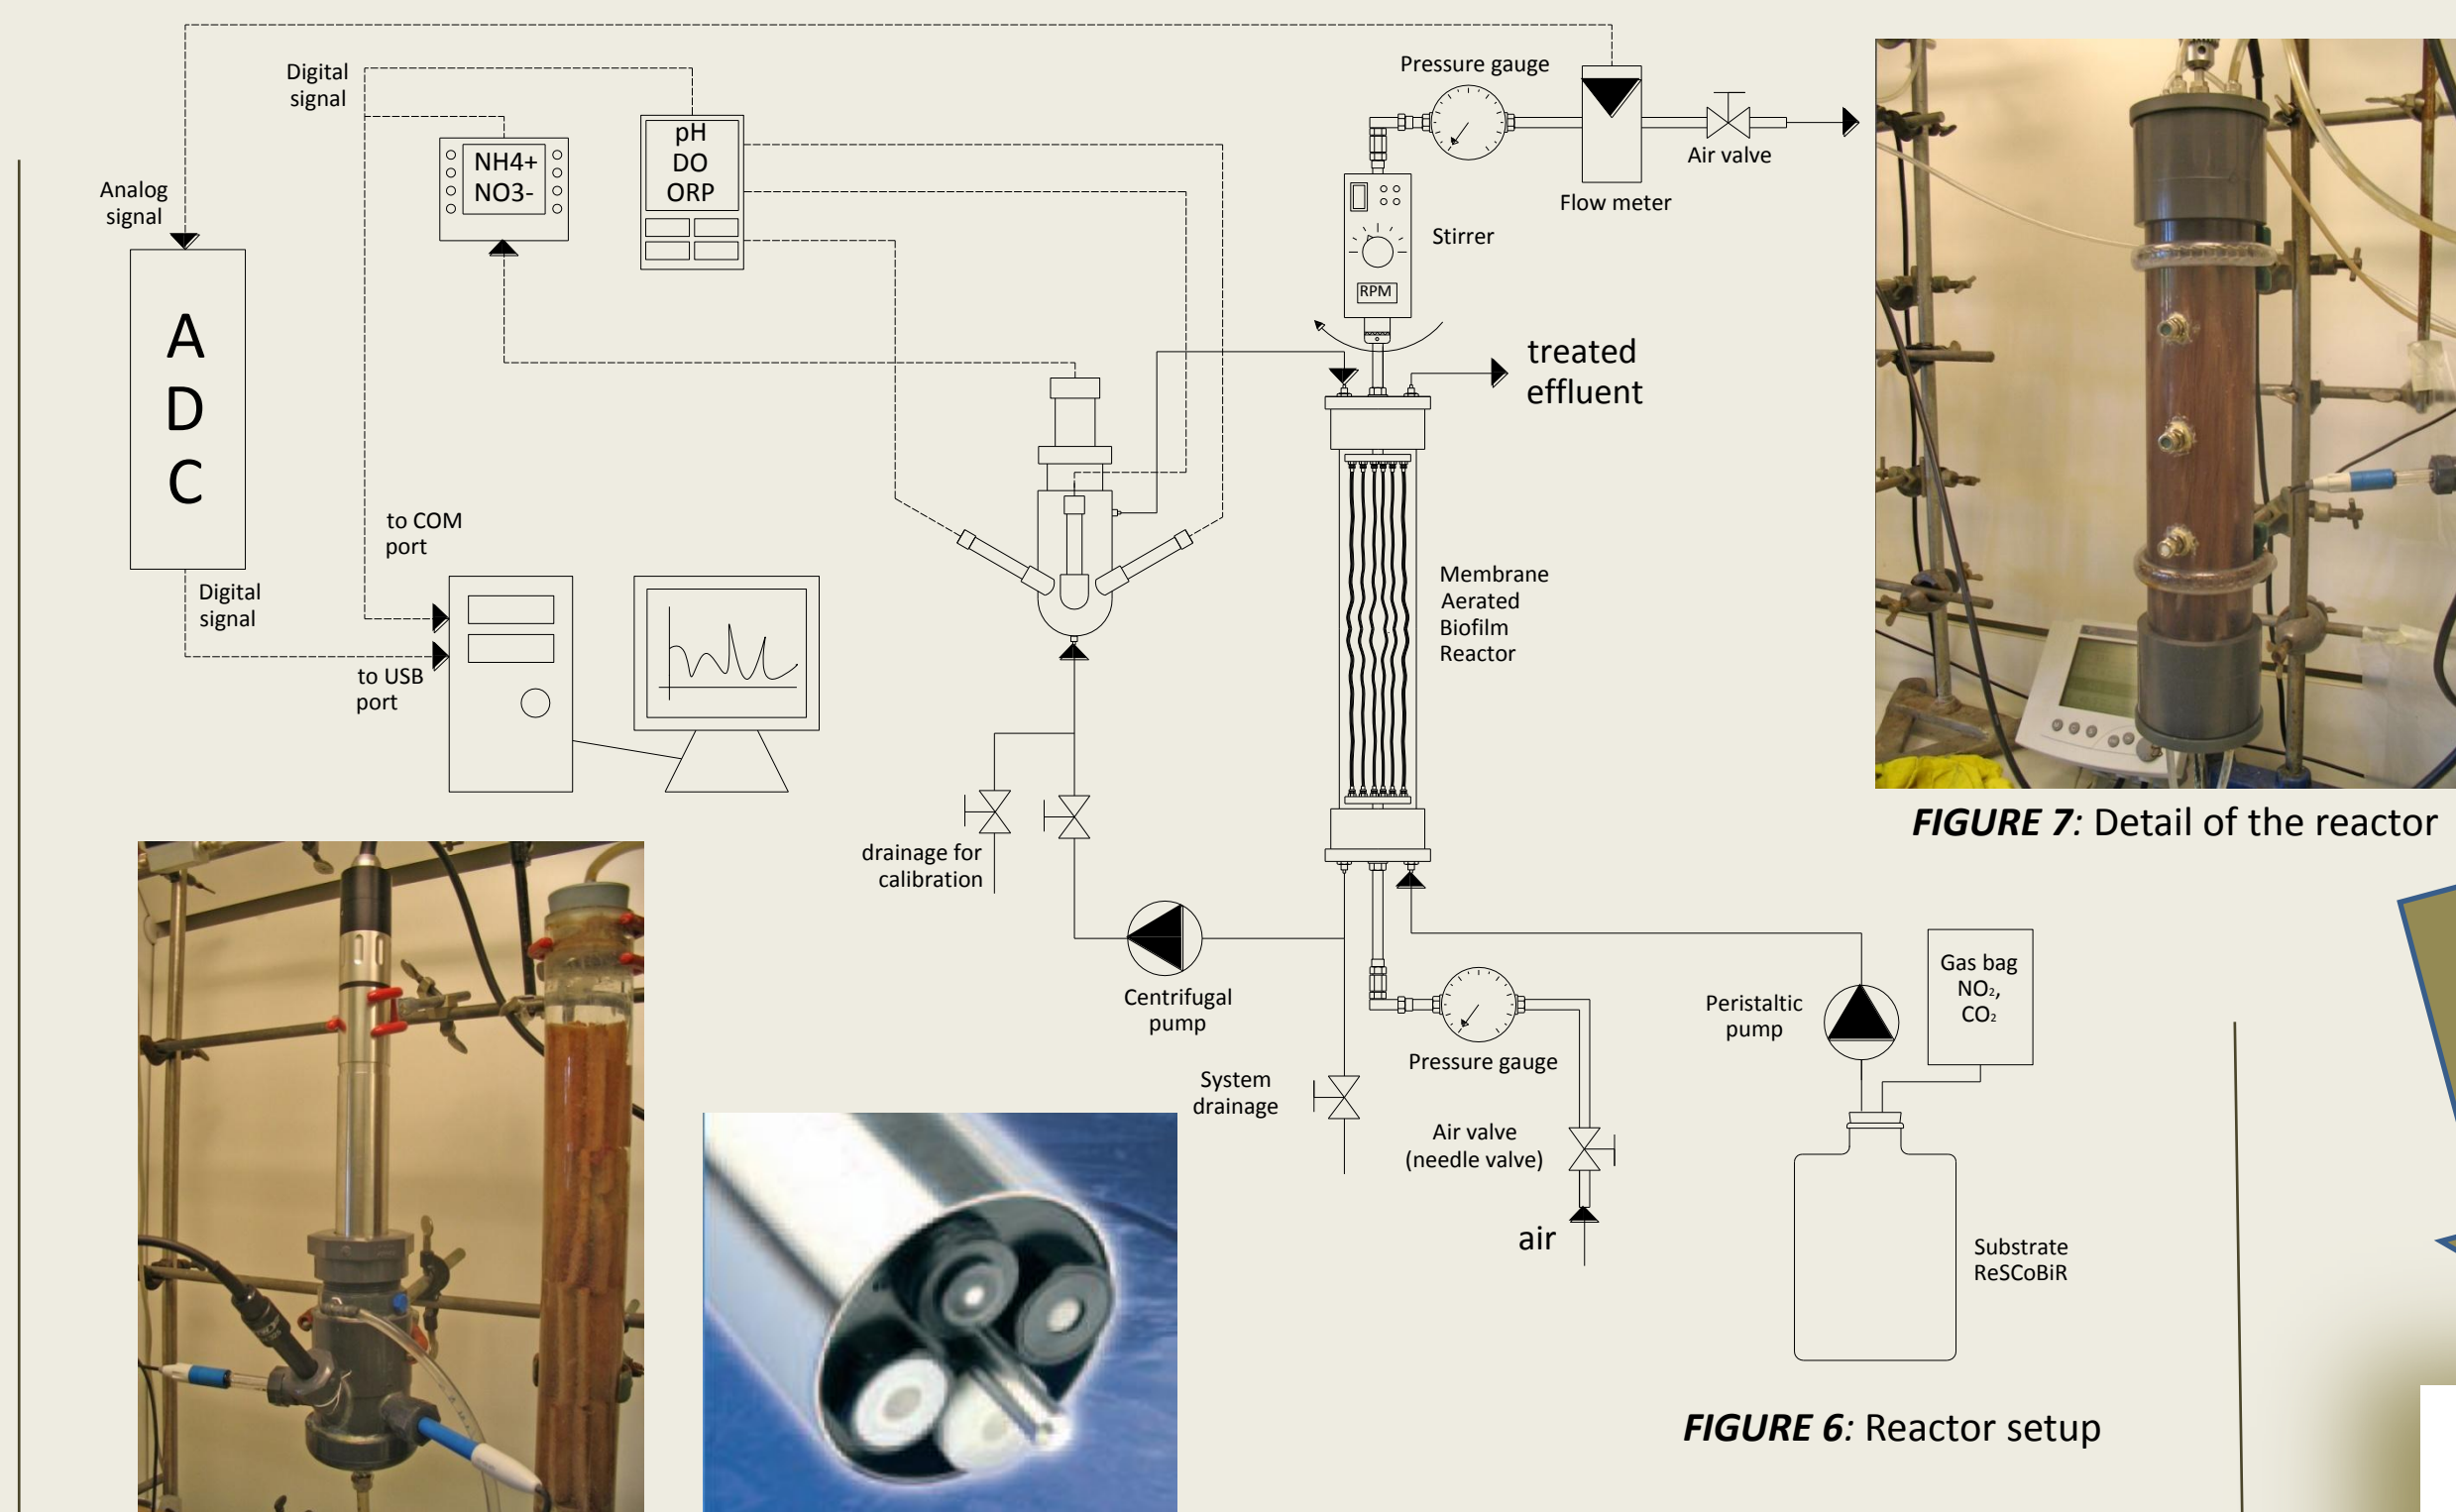 Digital
signal
Pressure gauge
pH
DO
ORP
NH4+
NO3-
Air valve
Analog
signal
Flow meter
Stirrer
RPM
A
D
C
treated
effluent
to COM
port
Digital
signal
Membrane
Aerated
Biofilm
Reactor
to USB
port
FIGURE 7: Detail of the reactor
drainage for
calibration
Gas bag
NO₂,
CO₂
Centrifugal
pump
Peristaltic
pump
Pressure gauge
System
drainage
Air valve
(needle valve)
air
Substrate
ReSCoBiR
FIGURE 6: Reactor setup